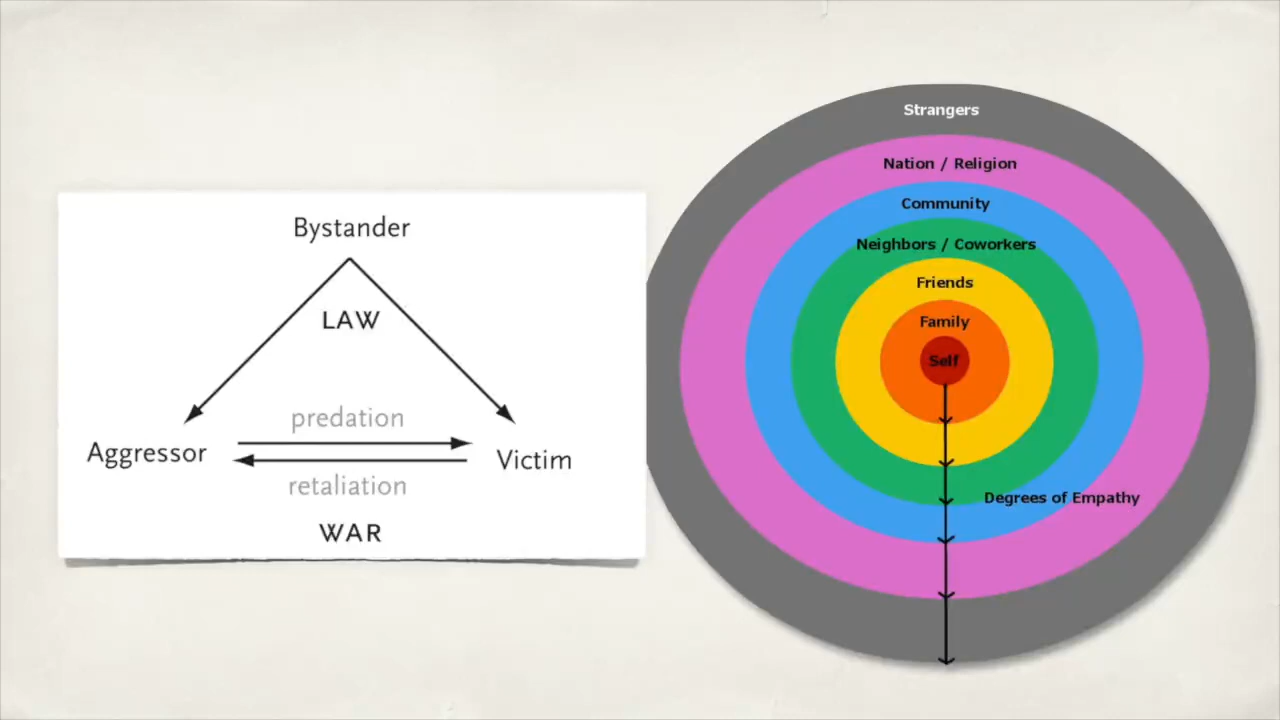 Bystander
LAW
predation
Aggressor
Victim
retaliation
WAR
Strangers
Nation / Religion
Community
Neighbors / Coworkers
Friends
Family
Self
Degrees of Empathy